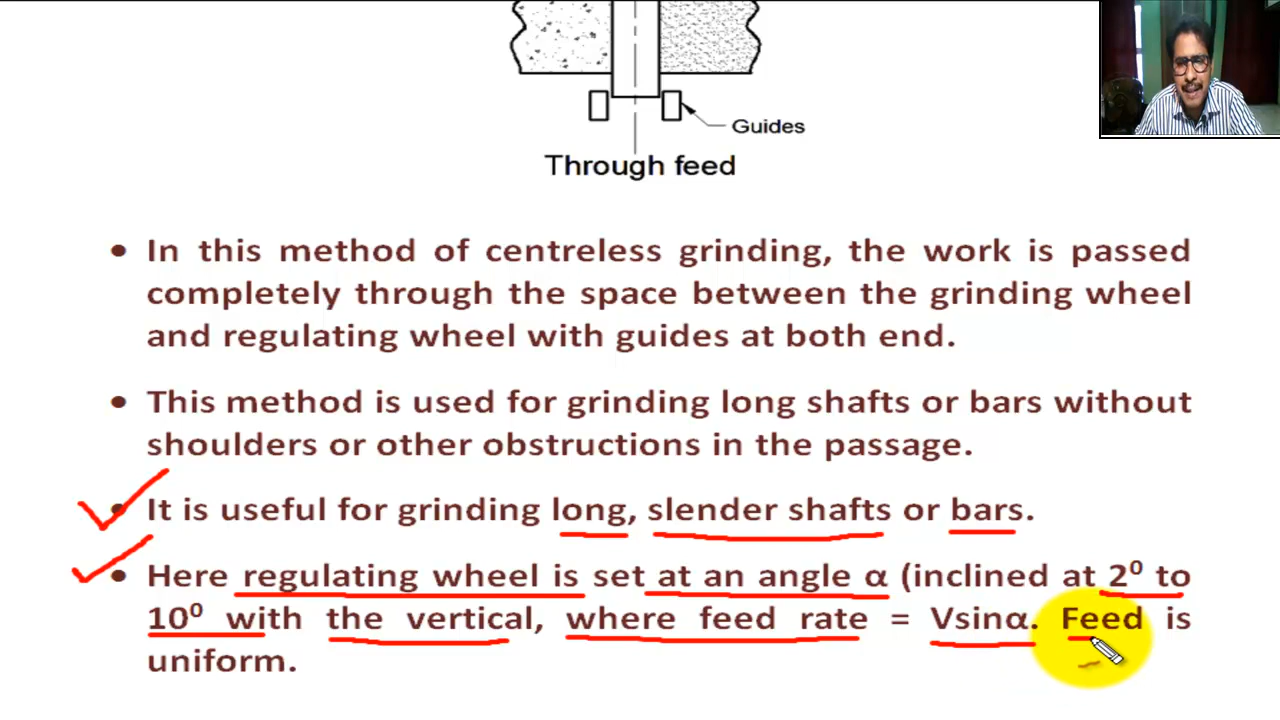 Guides
Through feed
• In this method of centreless grinding, the work is passed
completely through the space between the grinding wheel
and regulating wheel with guides at both end.
• This method is used for grinding long shafts or bars without
shoulders or other obstructions in the passage.
• It is useful for grinding long, slender shafts or bars.
• Here regulating wheel is set at an angle α (inclined at 2⁰ to
10⁰ with the vertical, where feed rate = Vsinα. Feed is
uniform.